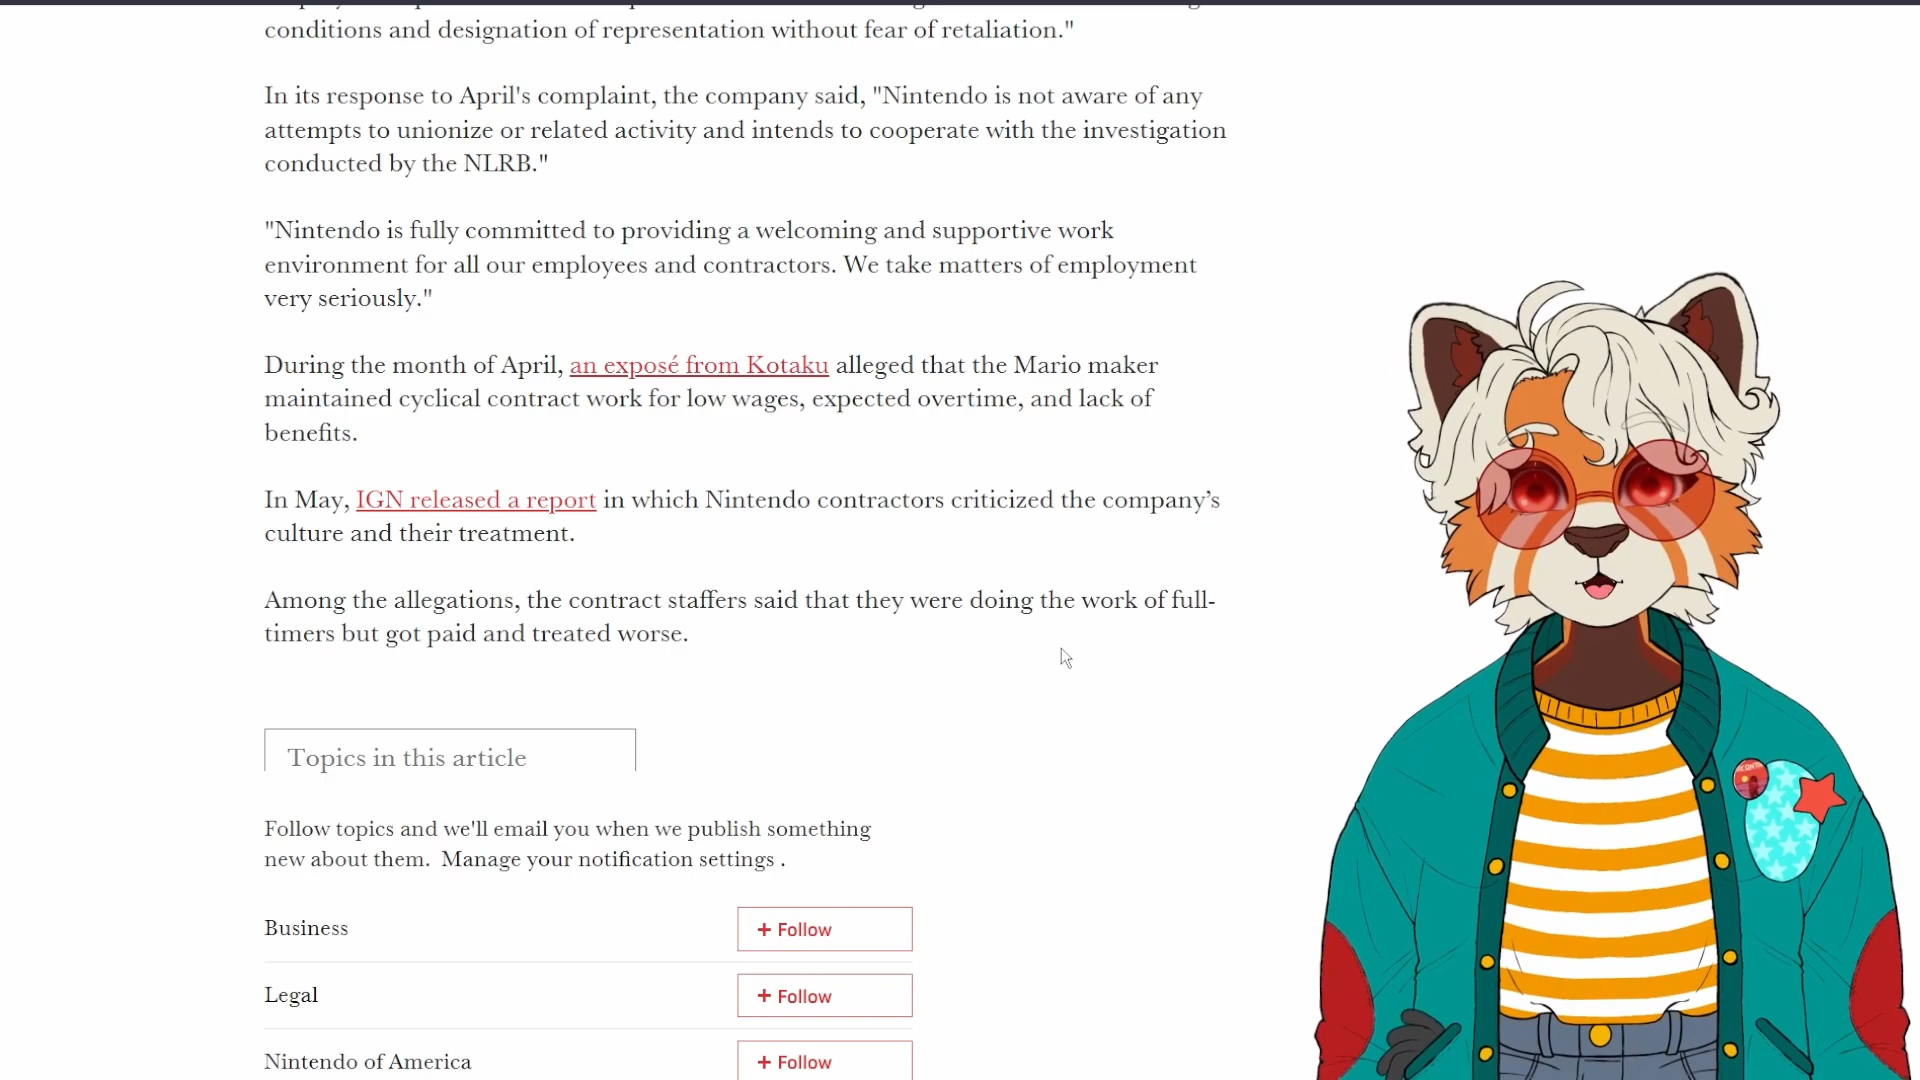 conditions and designation of representation without fear of retaliation."
In its response to April's complaint, the company said, "Nintendo is not aware of any
attempts to unionize or related activity and intends to cooperate with the investigation
conducted by the NLRB."
"Nintendo is fully committed to providing a welcoming and supportive work
environment for all our employees and contractors. We take matters of employment
very seriously."
During the month of April, an exposé from Kotaku alleged that the Mario maker
maintained cyclical contract work for low wages, expected overtime, and lack of
benefits.
In May, IGN released a report in which Nintendo contractors criticized the company’s
culture and their treatment.
Among the allegations, the contract staffers said that they were doing the work of full-
timers but got paid and treated worse.
Topics in this article
Follow topics and we'll email you when we publish something
new about them. Manage your notification settings .
Business
+ Follow
Legal
+ Follow
Nintendo of America
+ Follow